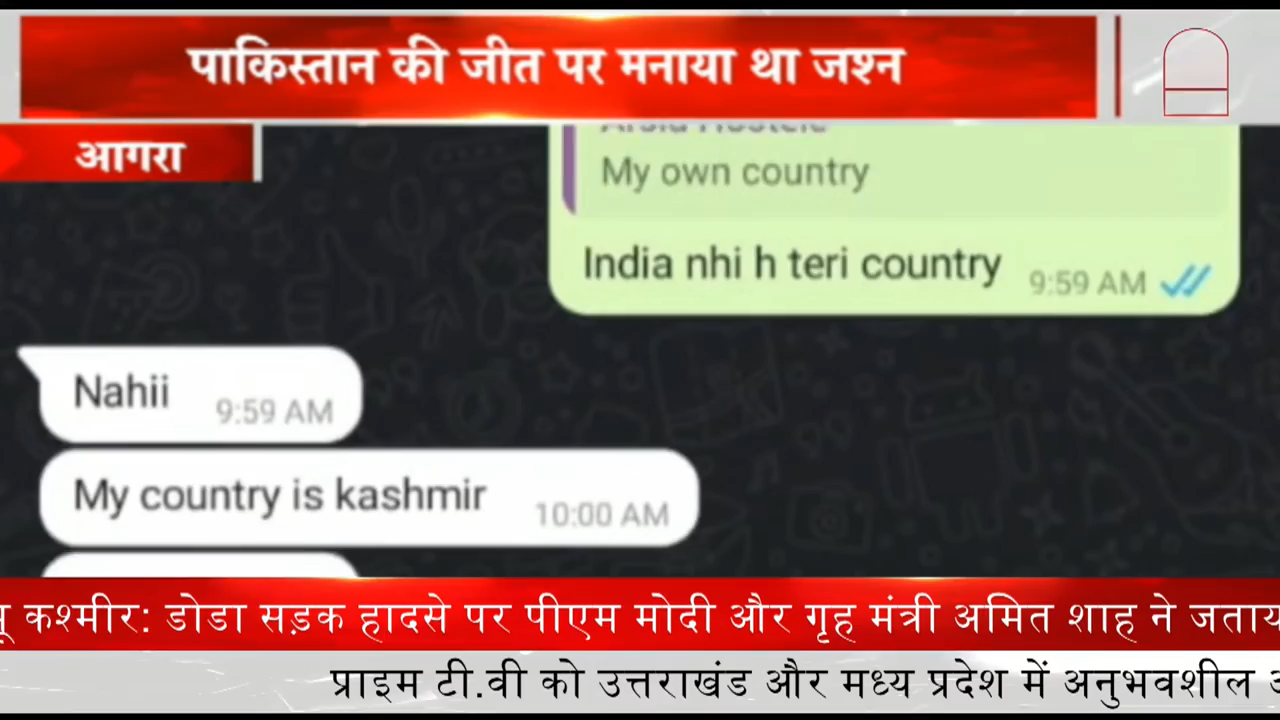 पाकिस्तान की जीत पर मनाया था जश्न
आगरा
My own country
India nhi h teri country 9:59 AM
Nahii 9:59 AM
My country is kashmir 10:00 AM
कश्मीर: डोडा सड़क हादसे पर पीएम मोदी और गृह मंत्री अमित शाह ने जताय
प्राइम टी.वी को उत्तराखंड और मध्य प्रदेश में अनुभवशील